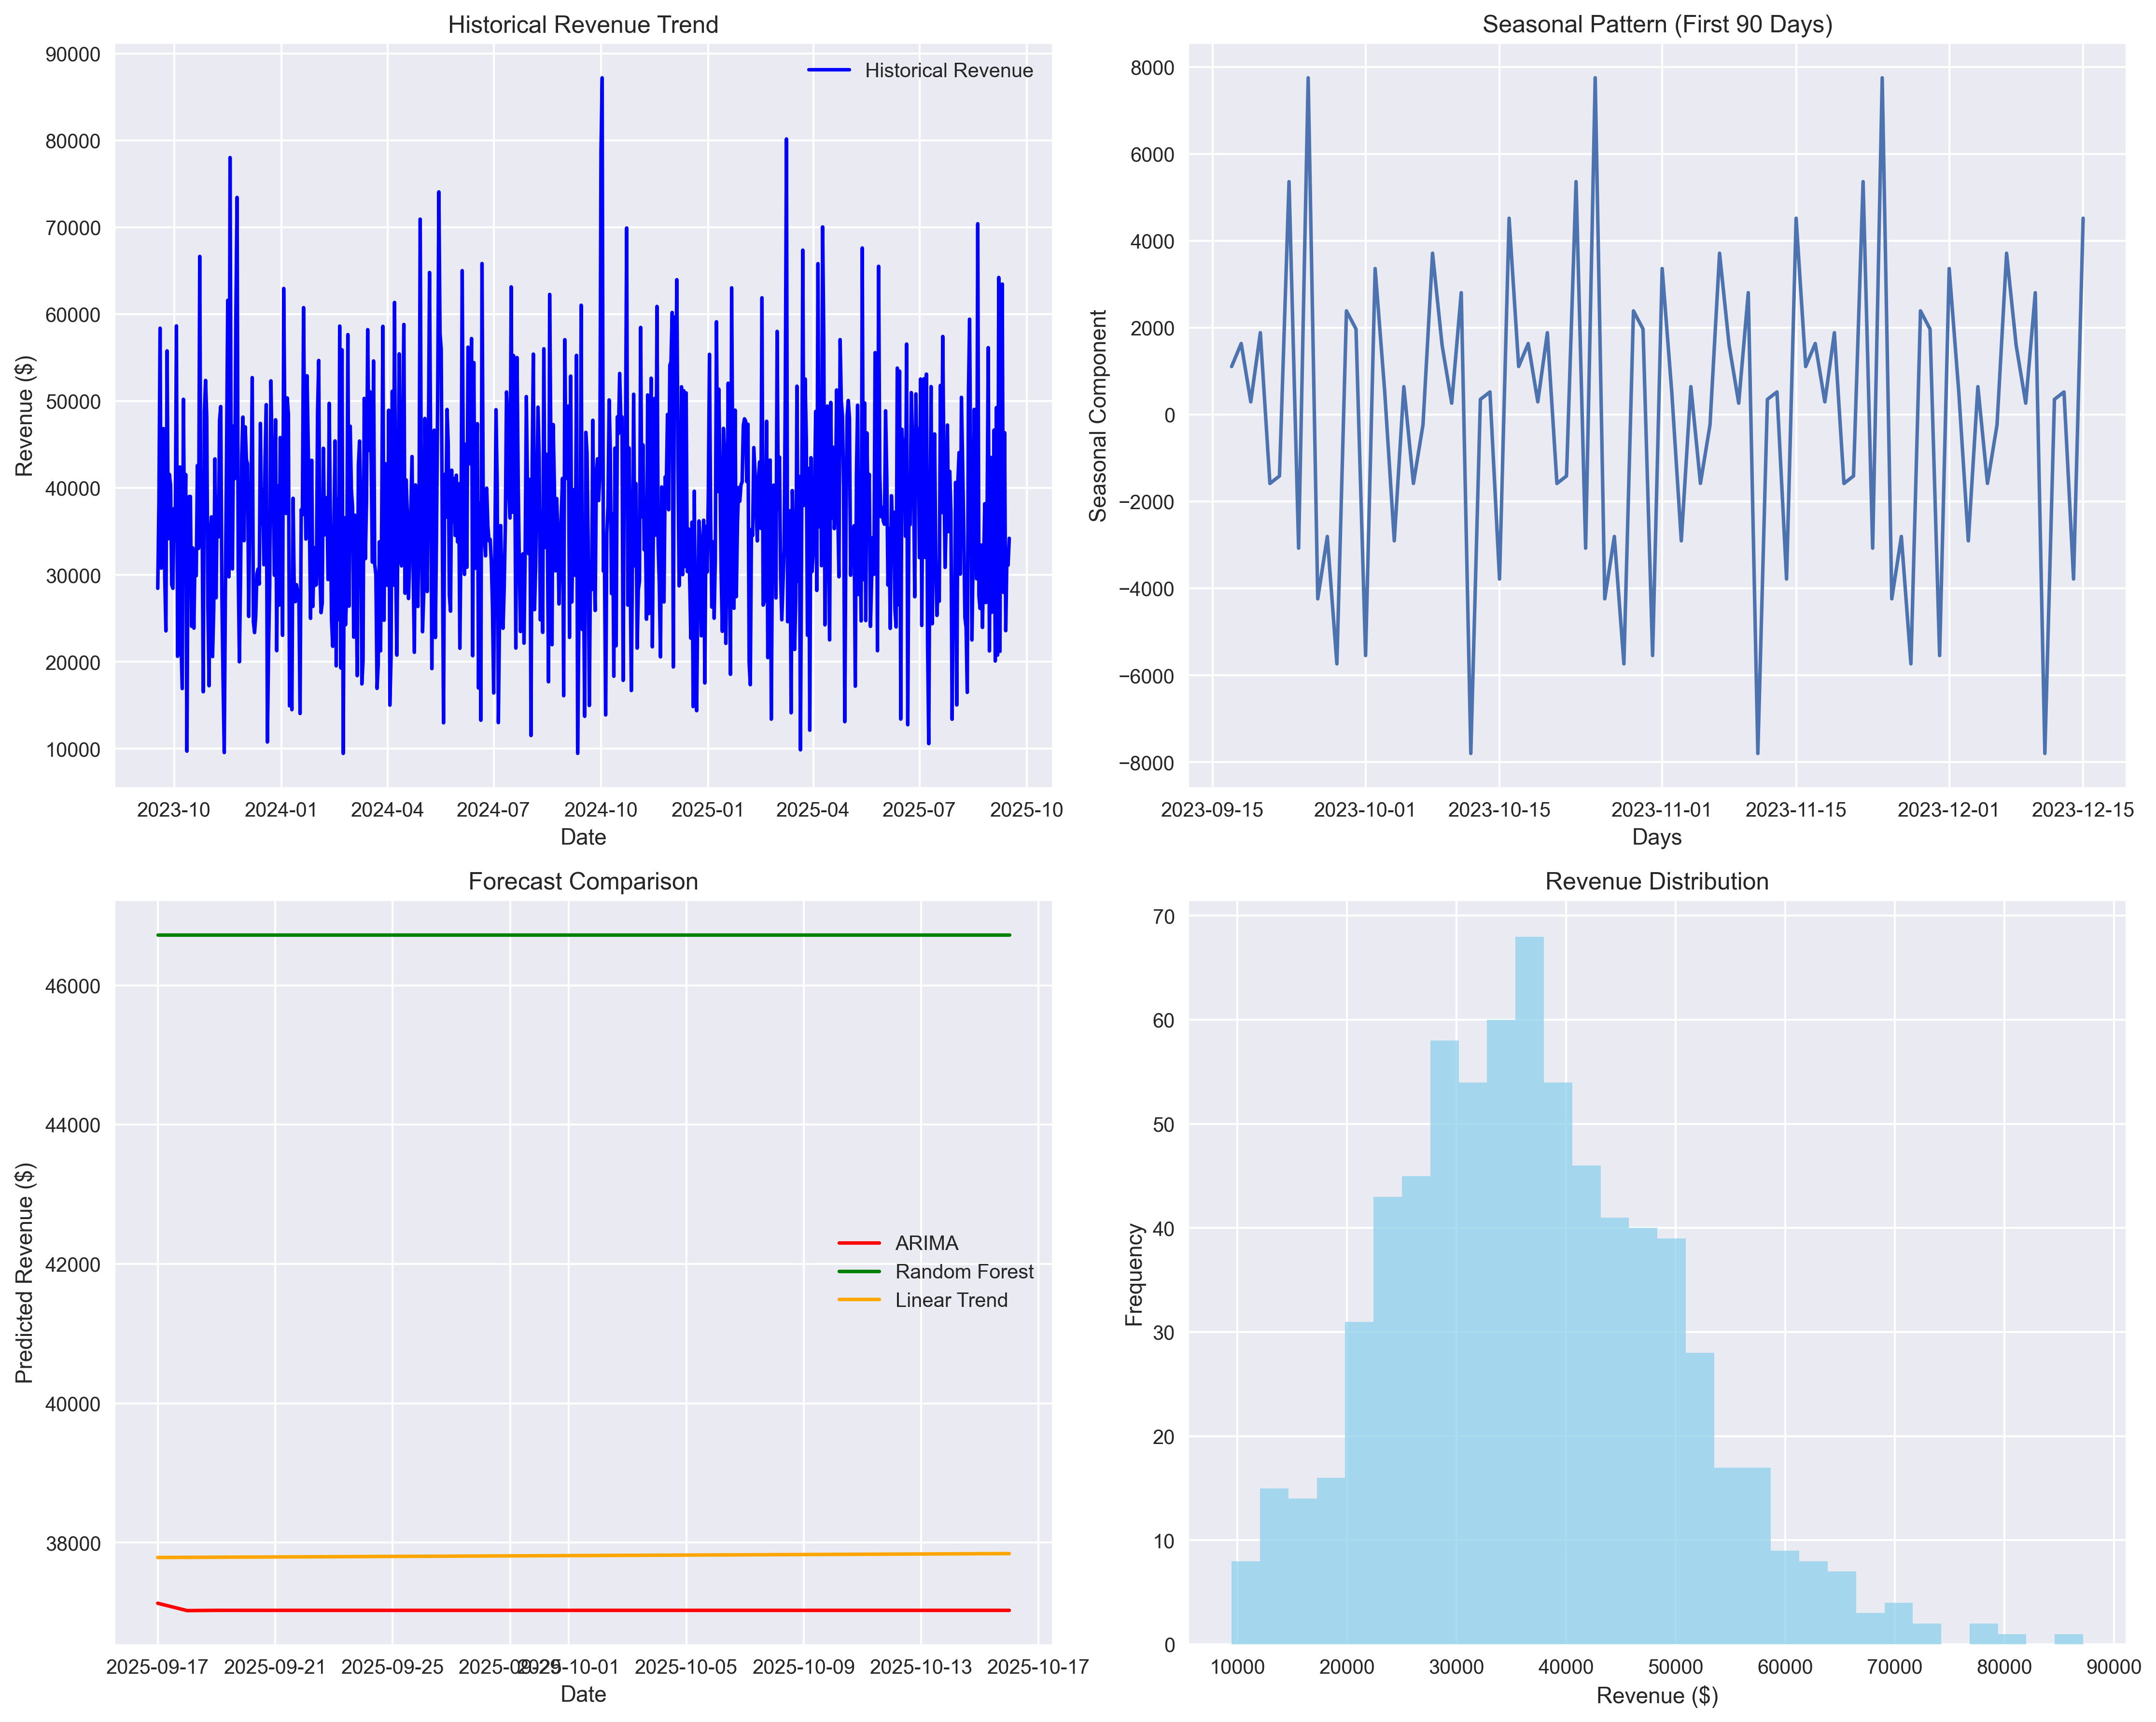 Historical Revenue Trend
Historical Revenue
Revenue ($)
90000
80000
70000
60000
50000
40000
30000
20000
10000
2023-10 2024-01 2024-04 2024-07 2024-10 2025-01 2025-04 2025-07 2025-10
Date
Seasonal Pattern (First 90 Days)
Seasonal Component
8000
6000
4000
2000
0
−2000
−4000
−6000
−8000
2023-09-15 2023-10-01 2023-10-15 2023-11-01 2023-11-15 2023-12-01 2023-12-15
Days
Forecast Comparison
Predicted Revenue ($)
46000
44000
42000
40000
38000
ARIMA
Random Forest
Linear Trend
2025-09-17 2025-09-21 2025-09-25 2025-09-29 2025-10-01 2025-10-05 2025-10-09 2025-10-13 2025-10-17
Date
Revenue Distribution
Frequency
70
60
50
40
30
20
10
0
10000 20000 30000 40000 50000 60000 70000 80000 90000
Revenue ($)